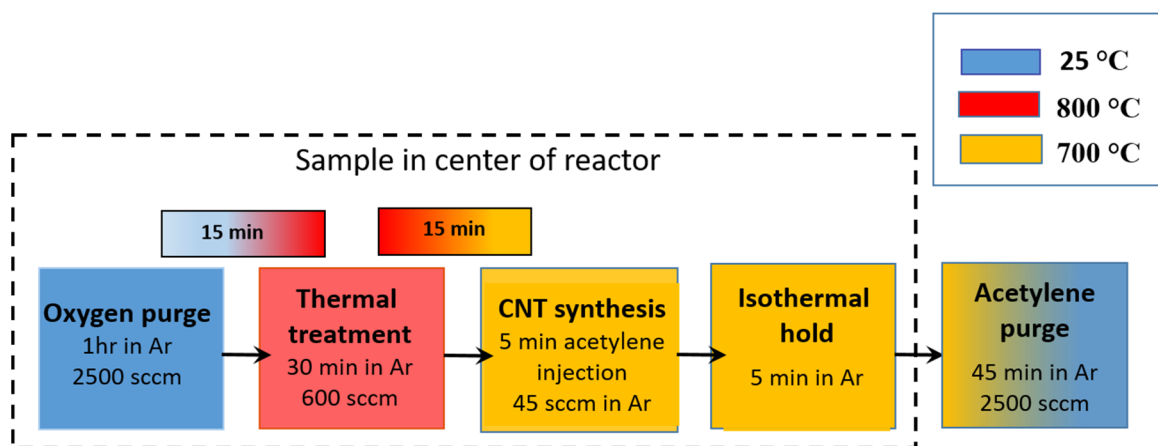 25 °C
800 °C
700 °C
Sample in center of reactor
15 min
15 min
Oxygen purge
1hr in Ar
2500 sccm
Thermal
treatment
30 min in Ar
600 sccm
CNT synthesis
5 min acetylene
injection
45 sccm in Ar
Isothermal
hold
5 min in Ar
Acetylene
purge
45 min in Ar
2500 sccm